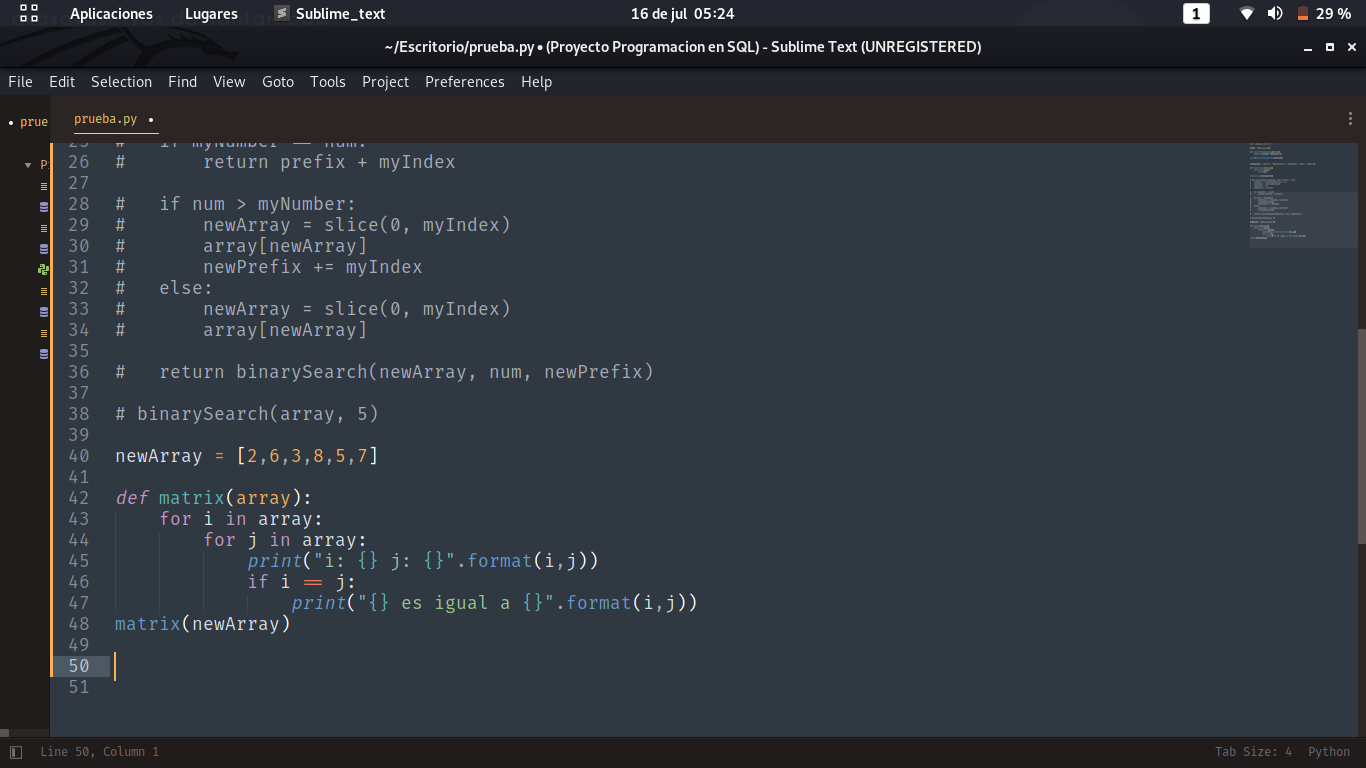 Aplicaciones Lugares Sublime_text 16 de jul 05:24 1 29 %
~/Escritorio/prueba.py • (Proyecto Programacion en SQL) - Sublime Text (UNREGISTERED)
File Edit Selection Find View Goto Tools Project Preferences Help
prue prueba.py
P
25 # if myNumber == num:
26 # return prefix + myIndex
27
28 # if num > myNumber:
29 # newArray = slice(0, myIndex)
30 # array[newArray]
31 # newPrefix += myIndex
32 # else:
33 # newArray = slice(0, myIndex)
34 # array[newArray]
35
36 # return binarySearch(newArray, num, newPrefix)
37
38 # binarySearch(array, 5)
39
40 newArray = [2,6,3,8,5,7]
41
42 def matrix(array):
43 for i in array:
44 for j in array:
45 print("i: {} j: {}".format(i,j))
46 if i == j:
47 print("{} es igual a {}".format(i,j))
48 matrix(newArray)
49
50
51
Line 50, Column 1 Tab Size: 4 Python